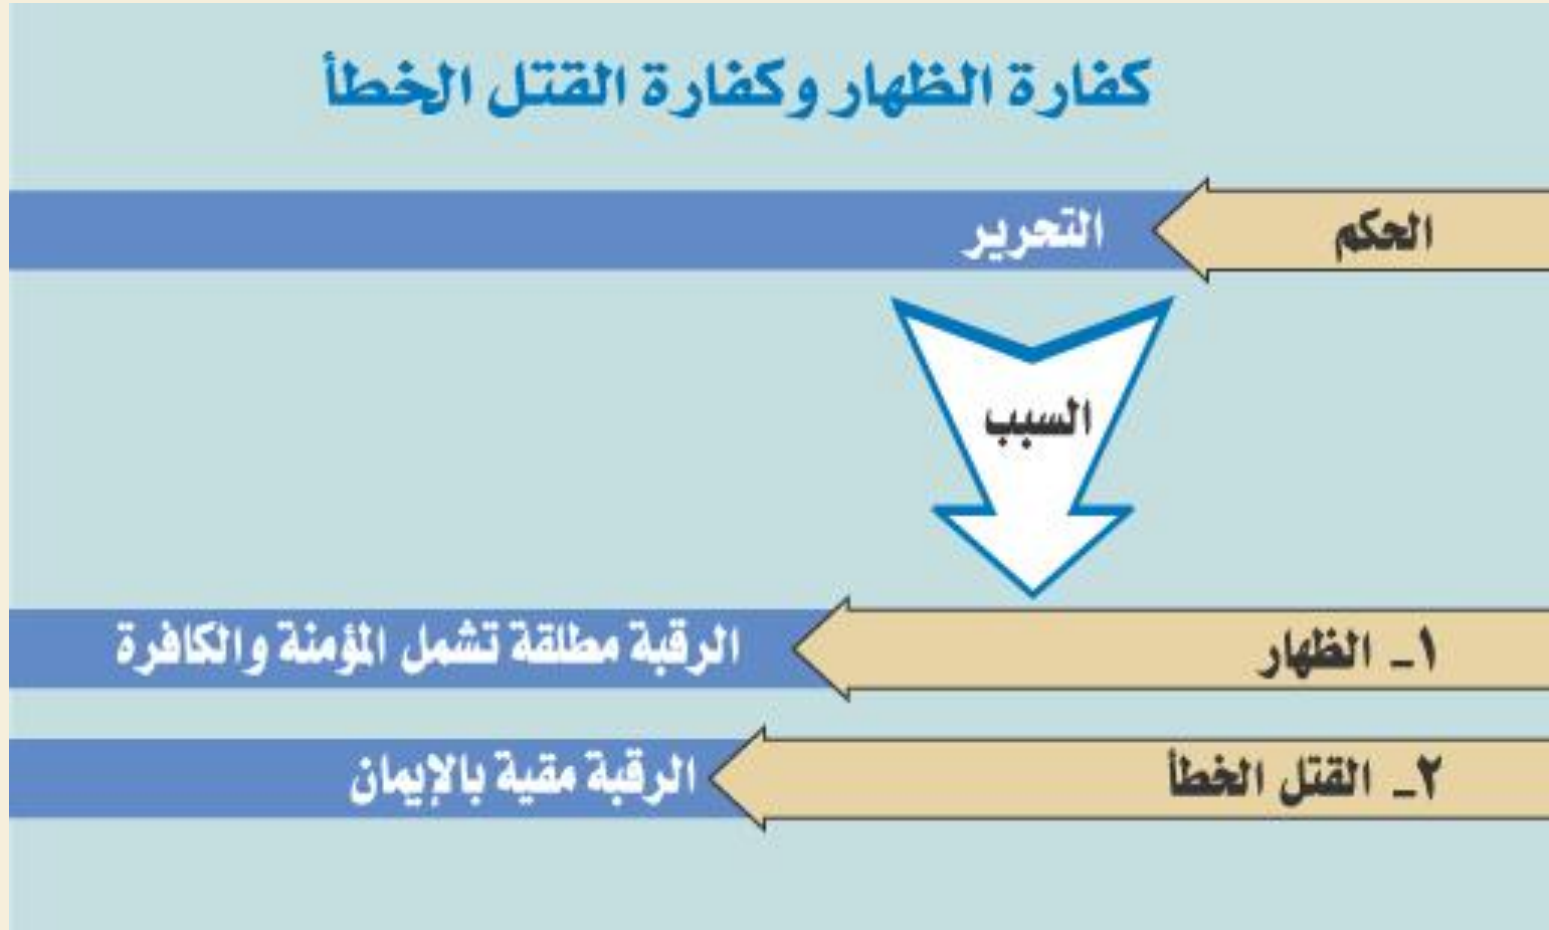 كفارة الظهار وكفارة القتل الخطأ
الحكم
التحرير
السبب
١ـ الظهار
الرقبة مطلقة تشمل المؤمنة والكافرة
٢ـ القتل الخطأ
الرقبة مقية بالإيمان